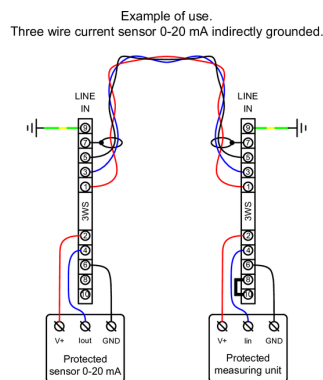 Example of use.
Three wire current sensor 0-20 mA indirectly grounded.
LINE
IN
9
7
5
3
1
3WS
2
4
6
8
10
V+ Iout GND
Protected
sensor 0-20 mA
LINE
IN
9
7
5
3
1
3WS
2
4
6
8
10
V+ Iin GND
Protected
measuring unit